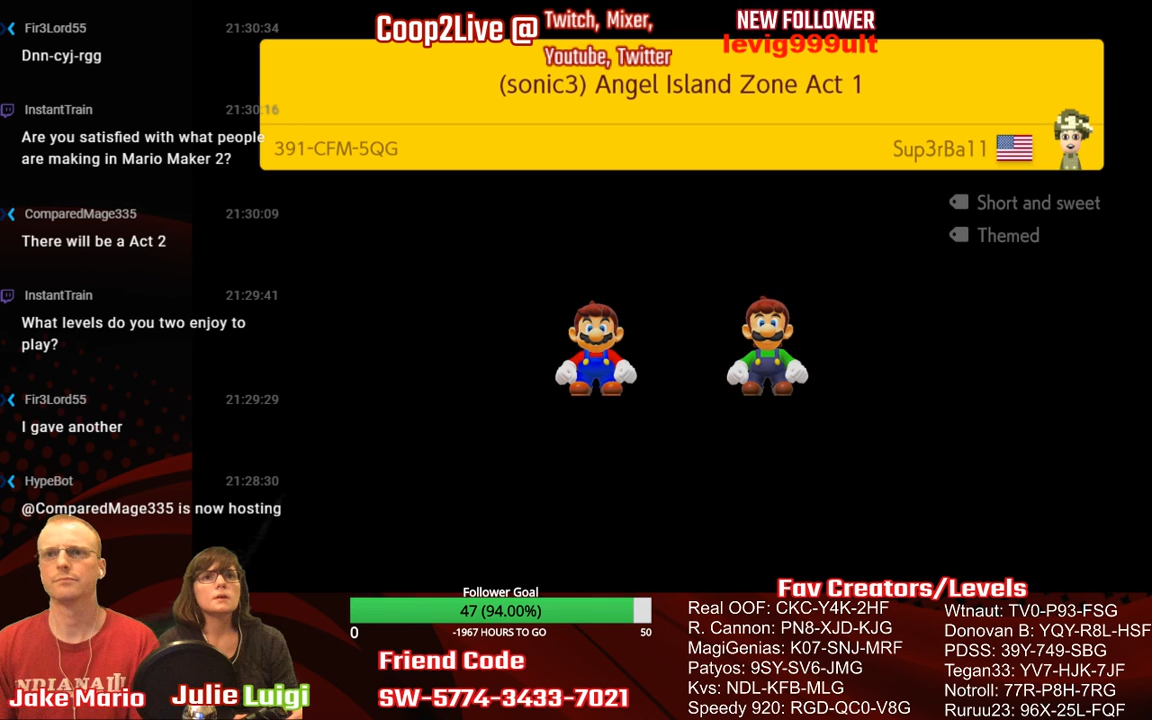 Fir3Lord55 21:30:34
Dnn-cyj-rgg
InstantTrain 21:30:16
Are you satisfied with what people
are making in Mario Maker 2?
ComparedMage335 21:30:09
There will be a Act 2
InstantTrain 21:29:41
What levels do you two enjoy to
play?
Fir3Lord55 21:29:29
I gave another
HypeBot 21:28:30
@ComparedMage335 is now hosting
Coop2Live @ Twitch, Mixer,
Youtube, Twitter
NEW FOLLOWER
levig999ult
(sonic3) Angel Island Zone Act 1
391-CFM-5QG Sup3rBa11
Short and sweet
Themed
Jake Mario
Julie Luigi
Follower Goal
47 (94.00%)
0 -1967 HOURS TO GO 50
Friend Code
SW-5774-3433-7021
Fav Creators/Levels
Real OOF: CKC-Y4K-2HF
R. Cannon: PN8-XJD-KJG
MagiGenias: K07-SNJ-MRF
Patyos: 9SY-SV6-JMG
Kvs: NDL-KFB-MLG
Speedy 920: RGD-QC0-V8G
Wtnaut: TV0-P93-FSG
Donovan B: YQY-R8L-HSF
PDSS: 39Y-749-SBG
Tegan33: YV7-HJK-7JF
Notroll: 77R-P8H-7RG
Ruruu23: 96X-25L-FQF